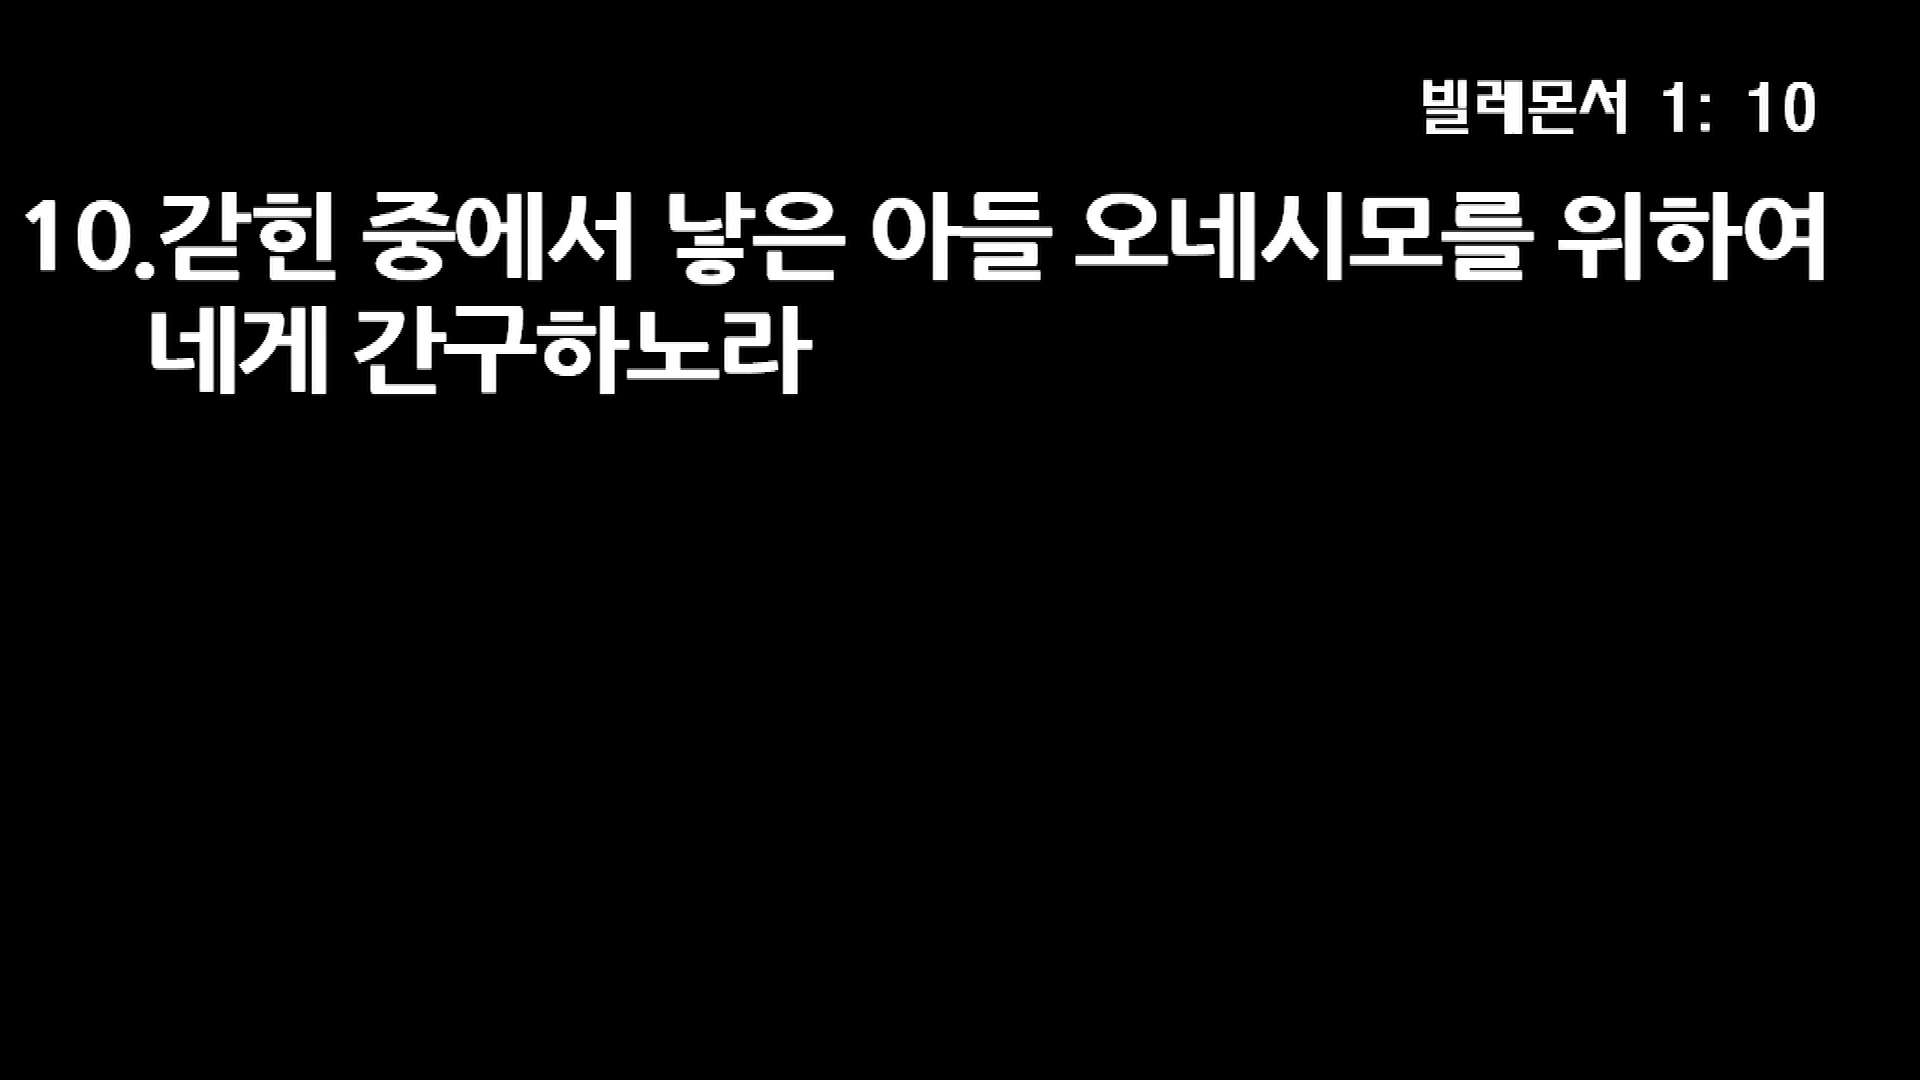 빌레몬서 1: 10
10.갇힌 중에서 낳은 아들 오네시모를 위하여
네게 간구하노라